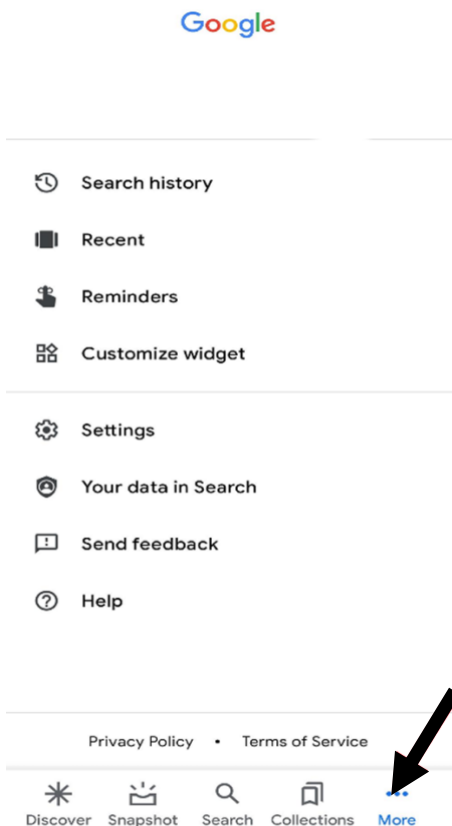 Google
Search history
Recent
Reminders
Customize widget
Settings
Your data in Search
Send feedback
Help
Privacy Policy • Terms of Service
Discover Snapshot Search Collections More